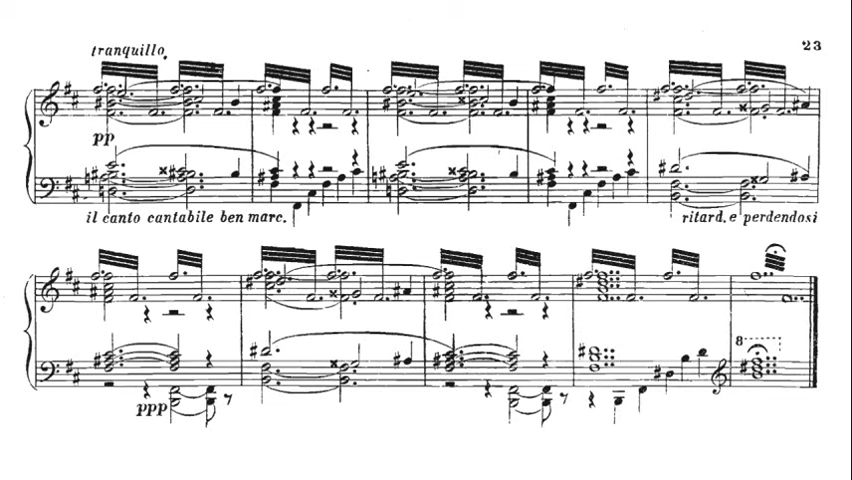 23
tranquillo.
pp
il canto cantabile ben marc.
ritard. e perdendosi
ppp
8